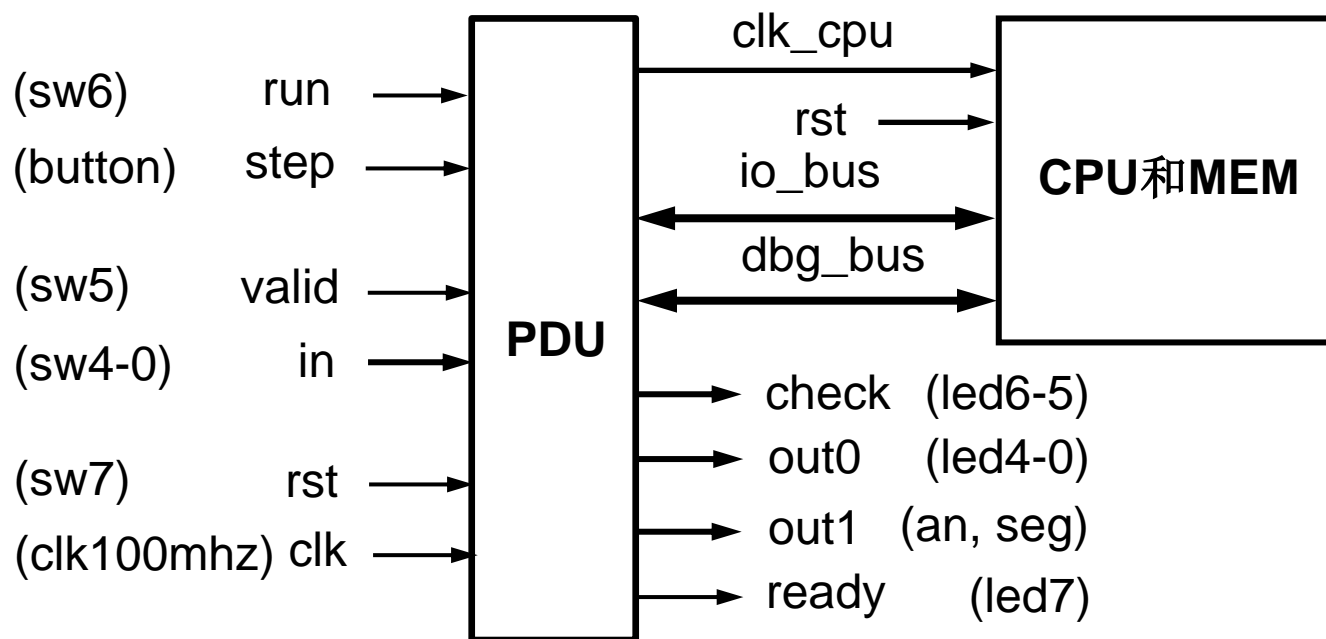 (sw6) run
(button) step
(sw5) valid
(sw4-0) in
(sw7) rst
(clk100mhz) clk
PDU
clk_cpu
rst
io_bus
dbg_bus
CPU和MEM
check (led6-5)
out0 (led4-0)
out1 (an, seg)
ready (led7)